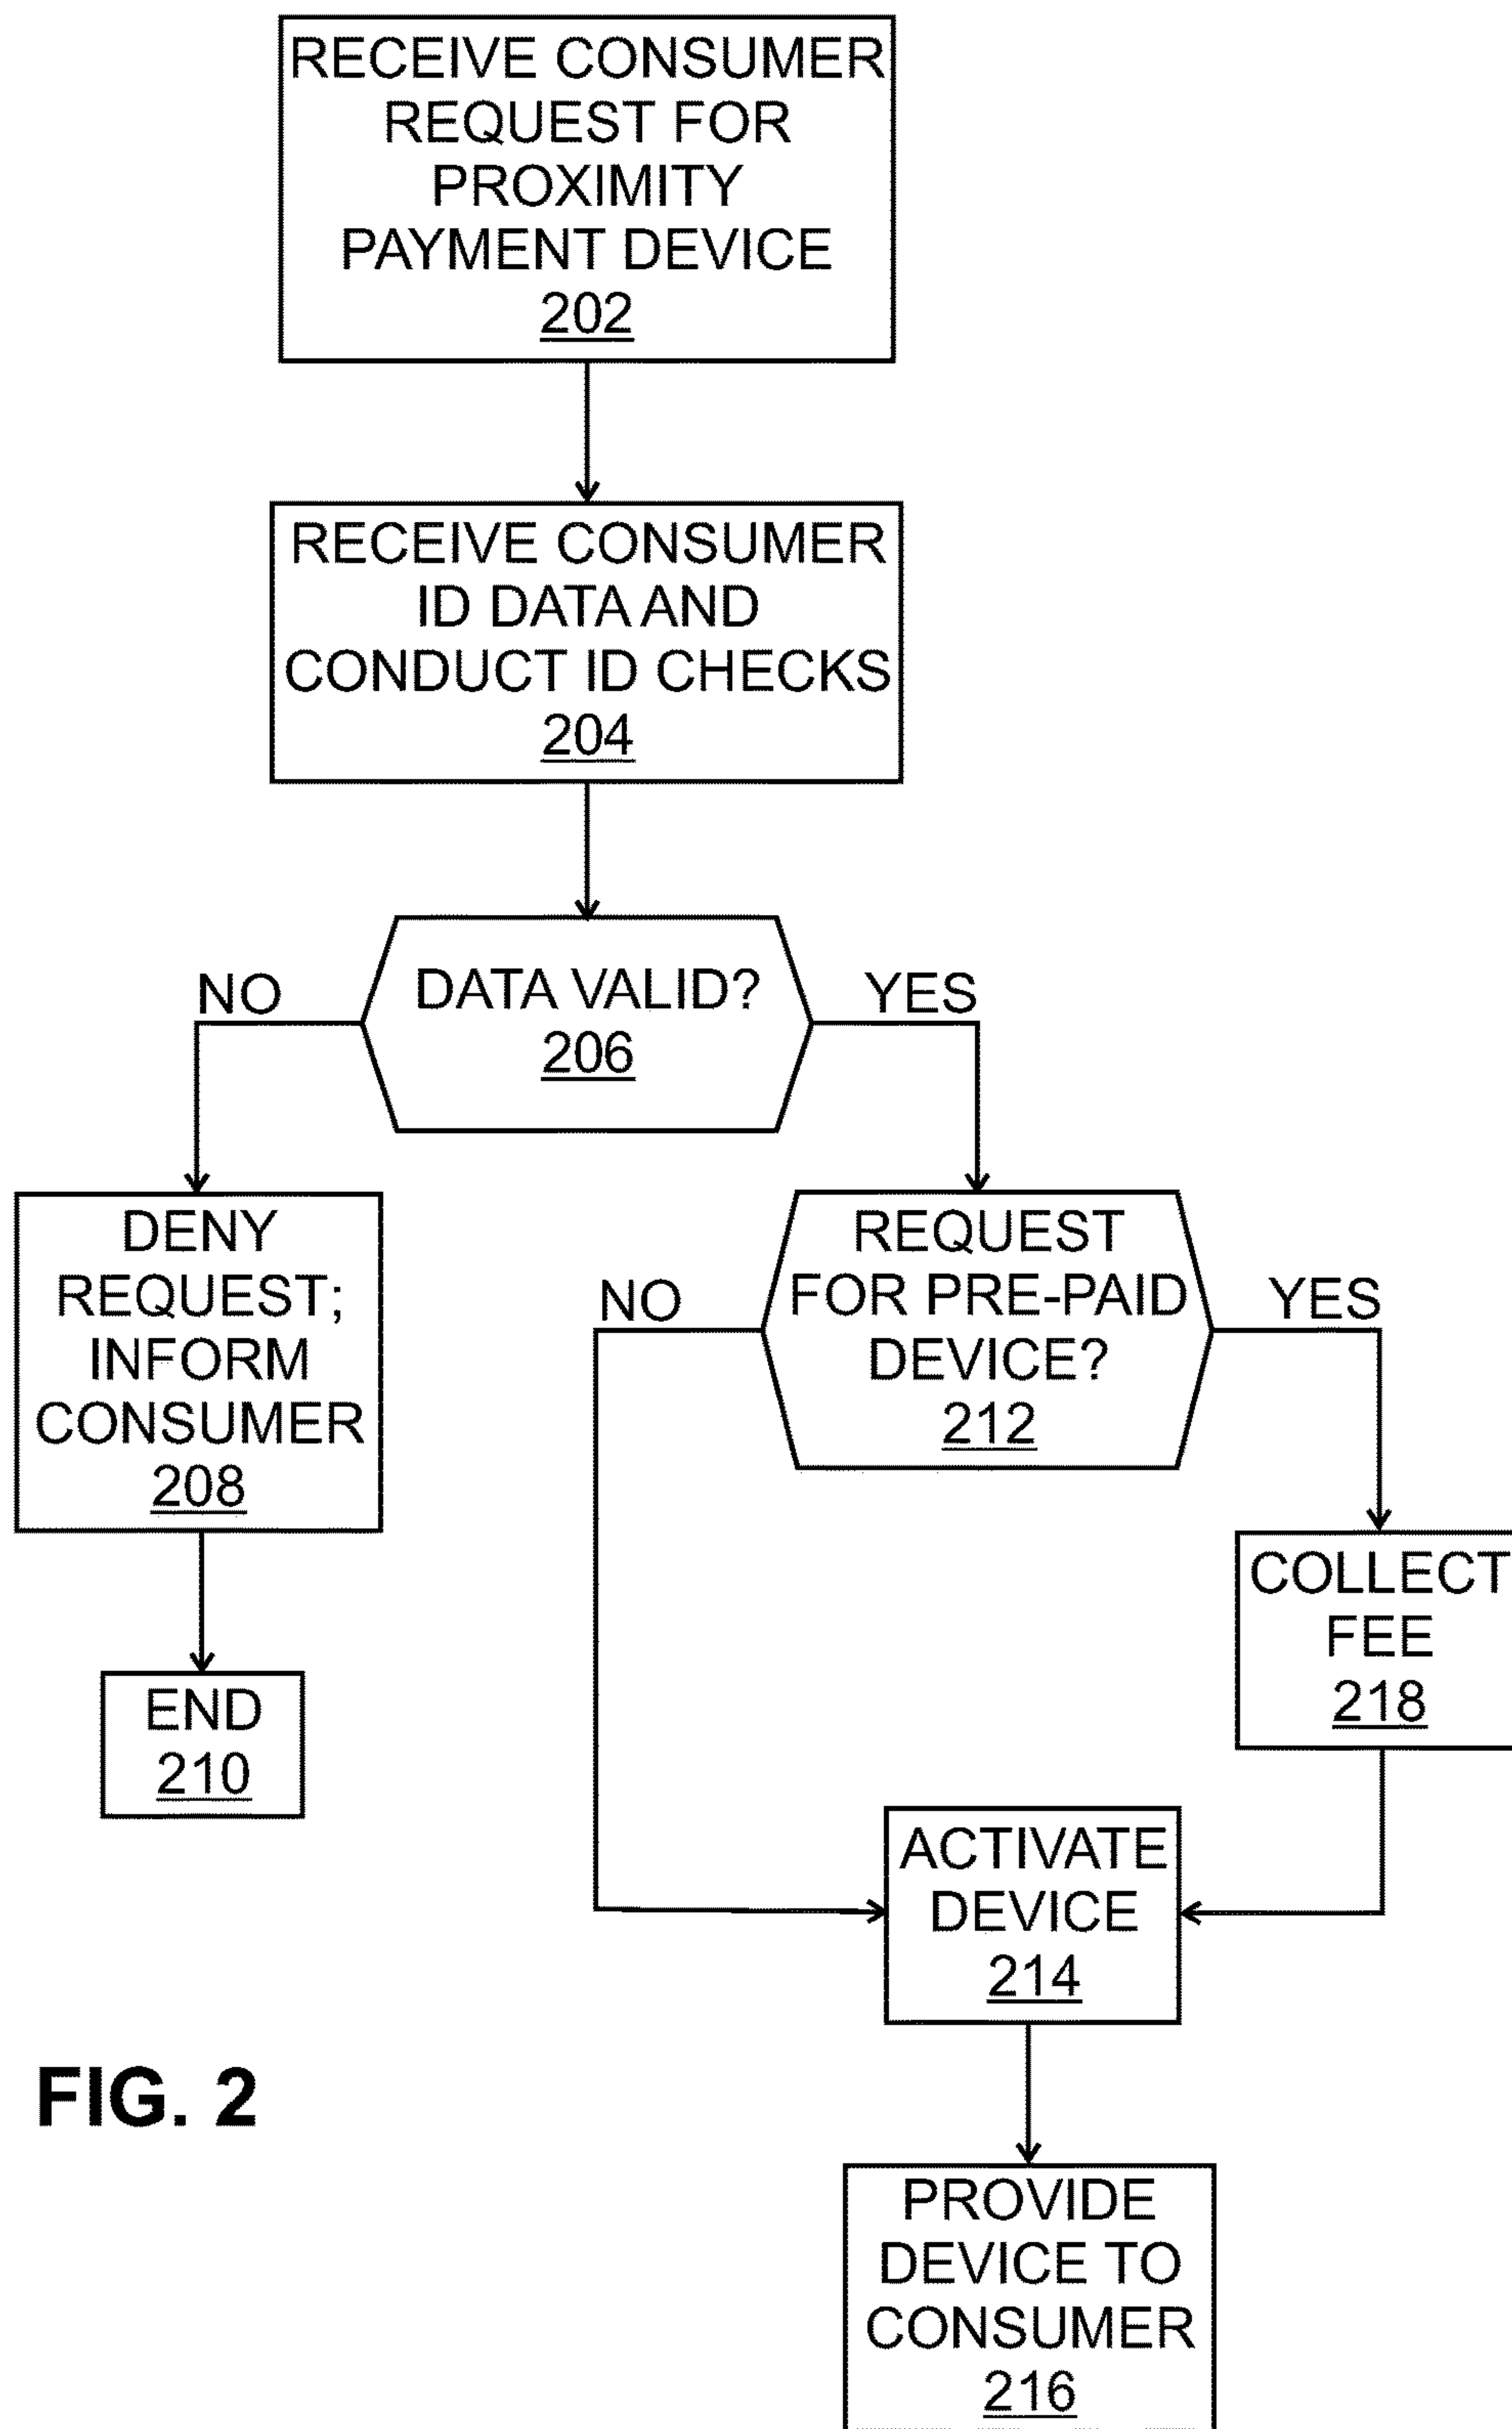 RECEIVE CONSUMER
REQUEST FOR
PROXIMITY
PAYMENT DEVICE
202
RECEIVE CONSUMER
ID DATA AND
CONDUCT ID CHECKS
204
DATA VALID?
206
NO
YES
DENY
REQUEST;
INFORM
CONSUMER
208
END
210
REQUEST
FOR PRE-PAID
DEVICE?
212
NO
YES
COLLECT
FEE
218
ACTIVATE
DEVICE
214
PROVIDE
DEVICE TO
CONSUMER
216
FIG. 2